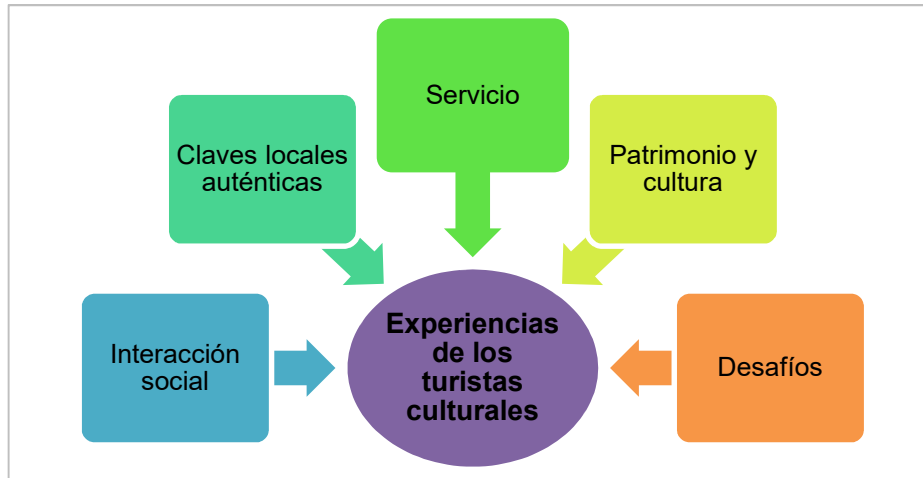 Servicio
Claves locales
auténticas
Patrimonio y
cultura
Interacción
social
Experiencias
de los
turistas
culturales
Desafíos